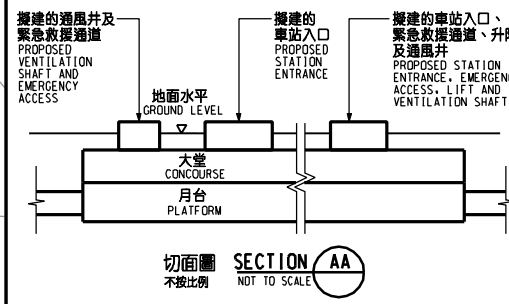 擬建的通風井及
緊急救援通道
PROPOSED
VENTILATION
SHAFT AND
EMERGENCY
ACCESS
擬建的
車站入口
PROPOSED
STATION
ENTRANCE
擬建的車站入口、
緊急救援通道、升降
及通風井
PROPOSED STATION
ENTRANCE, EMERGENC
ACCESS, LIFT AND
VENTILATION SHAFT
地面水平
GROUND LEVEL
大堂
CONCOURSE
月台
PLATFORM
切面圖 SECTION AA
不按比例 NOT TO SCALE